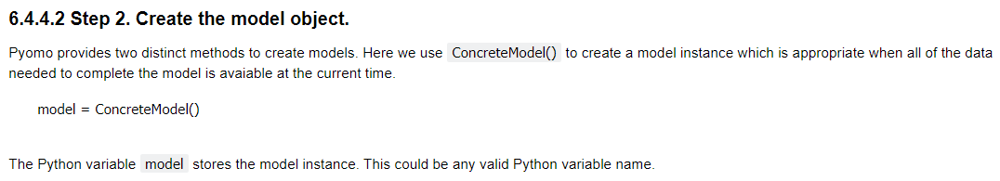 6.4.4.2 Step 2. Create the model object.
Pyomo provides two distinct methods to create models. Here we use ConcreteModel() to create a model instance which is appropriate when all of the data
needed to complete the model is avaiable at the current time.
model = ConcreteModel()
The Python variable model stores the model instance. This could be any valid Python variable name.